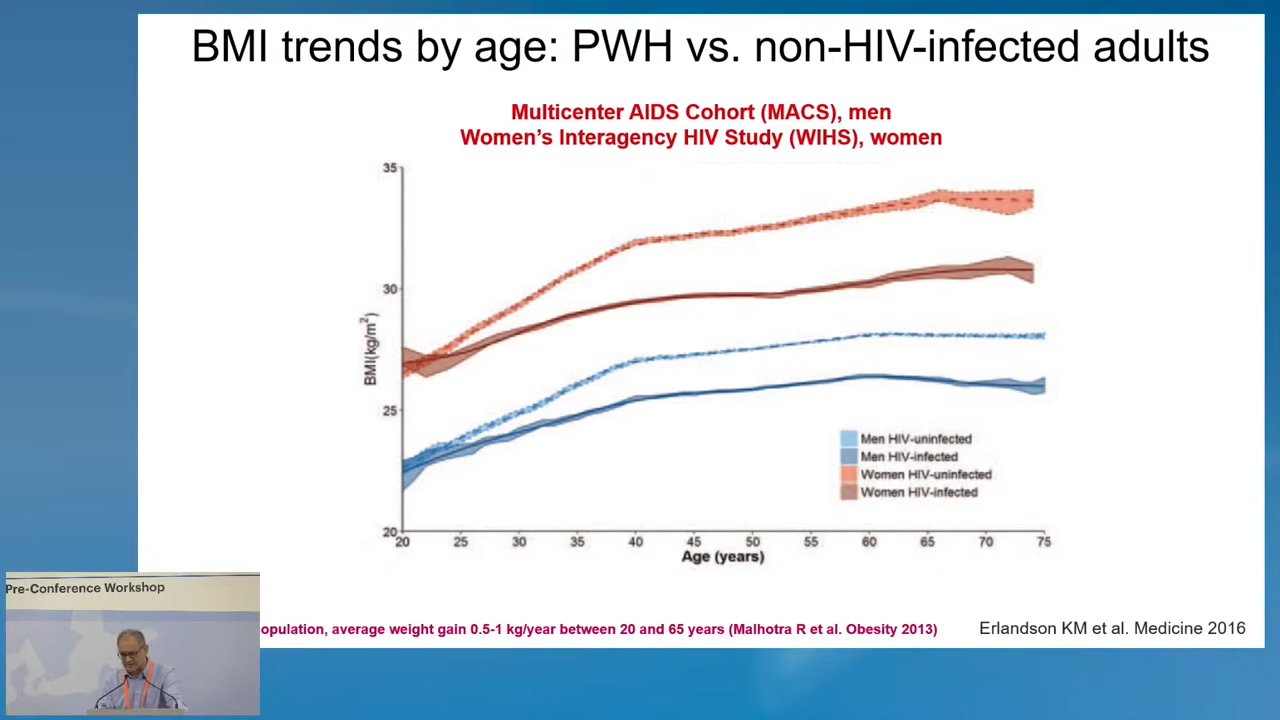 BMI trends by age: PWH vs. non-HIV-infected adults
Multicenter AIDS Cohort (MACS), men
Women's Interagency HIV Study (WIHS), women
35
30
25
20
BMI(kg/m²)
Men HIV-uninfected
Men HIV-infected
Women HIV-uninfected
Women HIV-infected
20 25 30 35 40 45 50 55 60 65 70 75
Age (years)
Pre-Conference Workshop
opulation, average weight gain 0.5-1 kg/year between 20 and 65 years (Malhotra R et al. Obesity 2013)
Erlandson KM et al. Medicine 2016